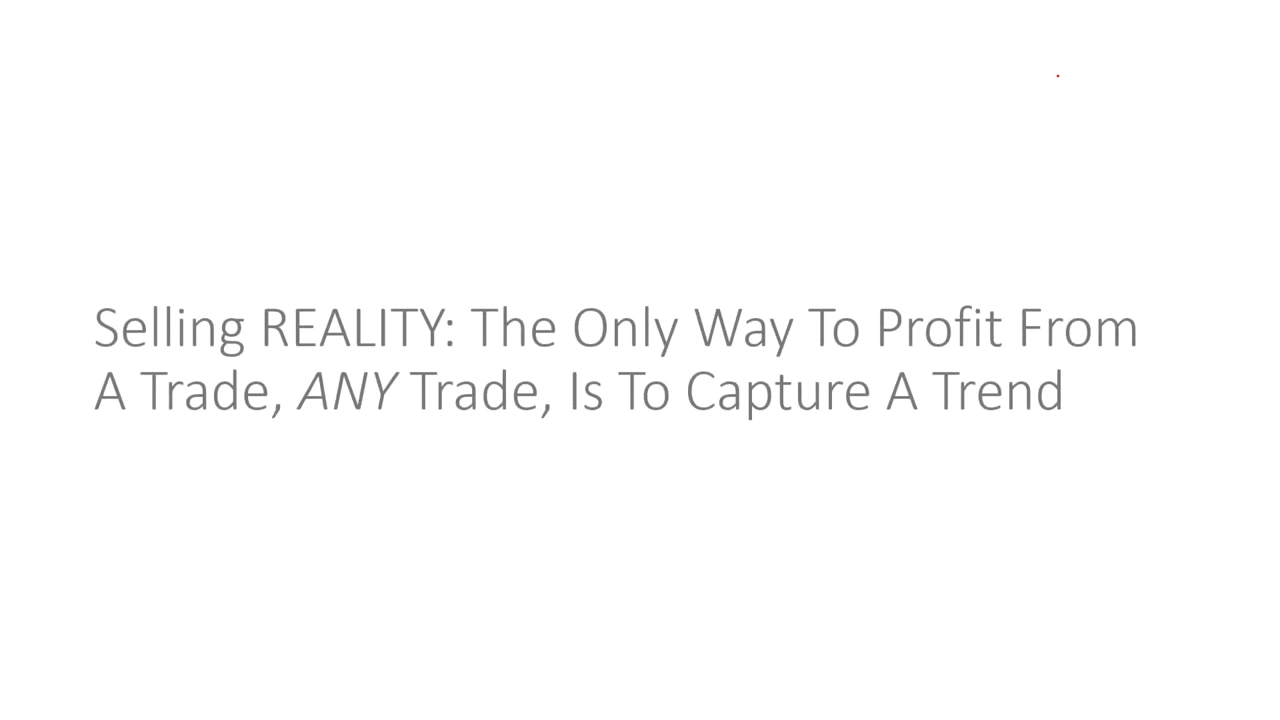 Selling REALITY: The Only Way To Profit From
A Trade, ANY Trade, Is To Capture A Trend